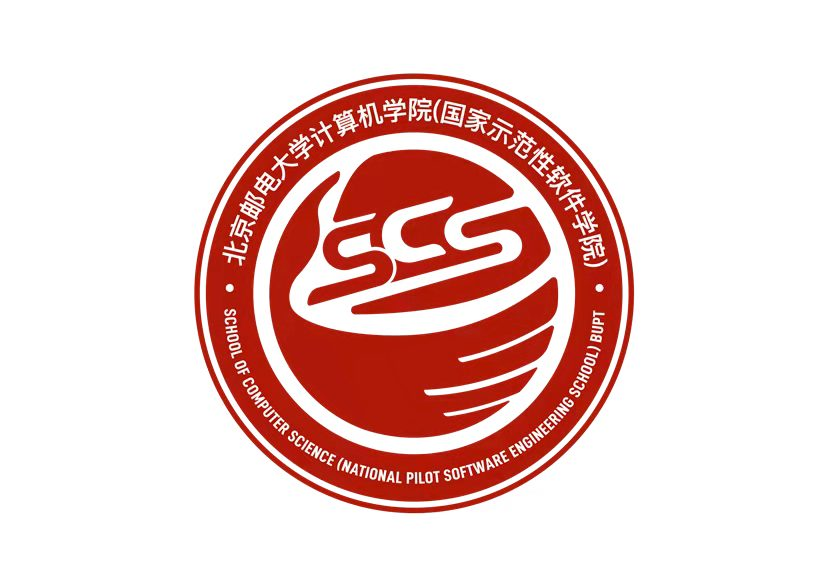 北京邮电大学计算机学院(国家示范性软件学院)
SCS
SCHOOL OF COMPUTER SCIENCE (NATIONAL PILOT SOFTWARE ENGINEERING SCHOOL) BUPT